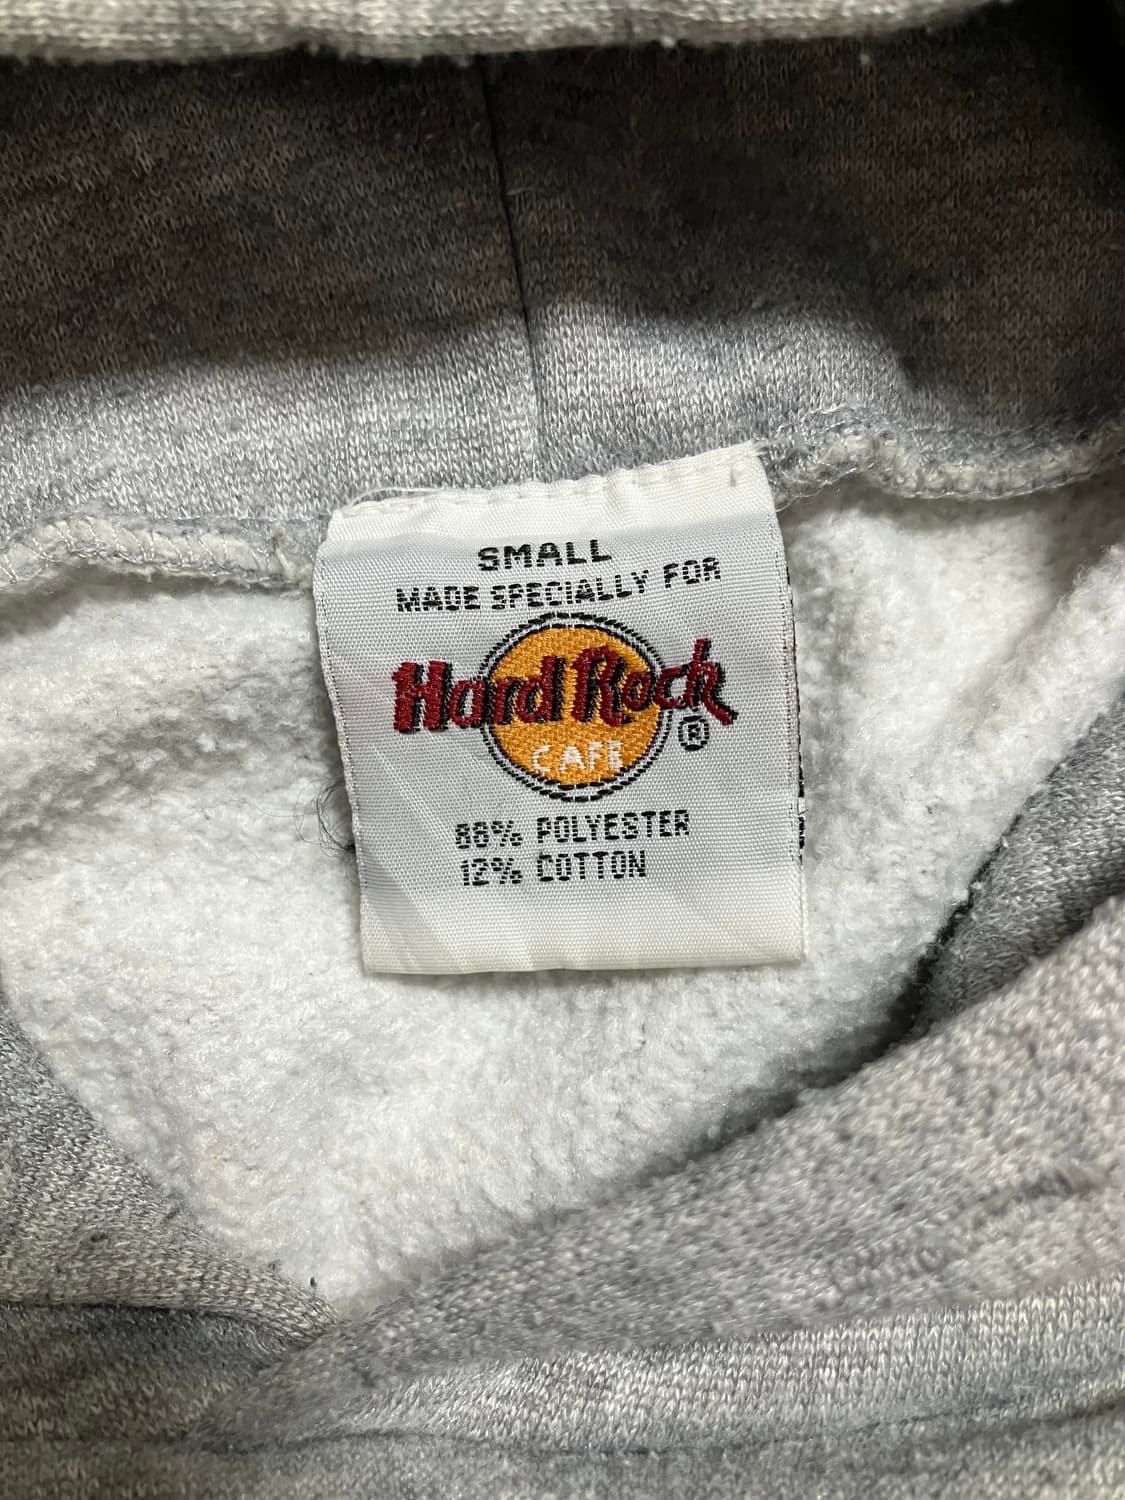 SMALL
MADE SPECIALLY FOR
Hard Rock
CAFE
®
88% POLYESTER
12% COTTON